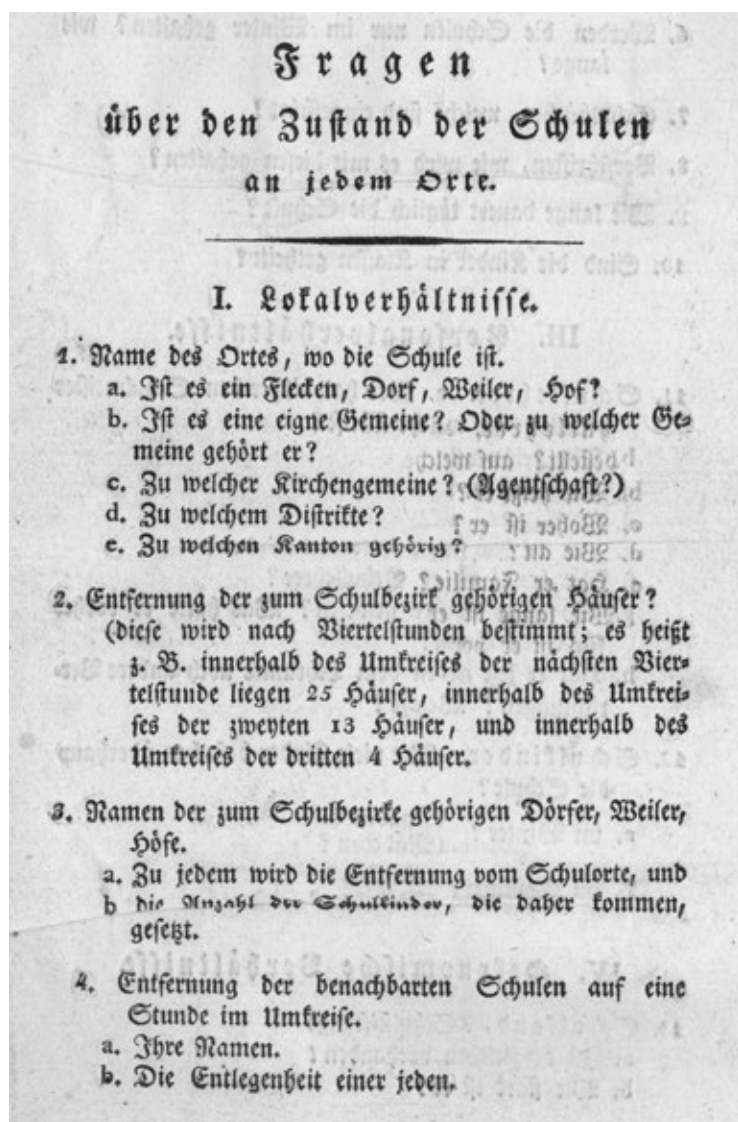 Fragen
über den Zustand der Schulen
an jedem Orte.
I. Lokalverhältnisse.
1. Name des Ortes, wo die Schule ist.
a. Ist es ein Flecken, Dorf, Weiler, Hof?
b. Ist es eine eigne Gemeine? Oder zu welcher Ge-
meine gehört er?
c. Zu welcher Kirchengemeine? (Agentschaft?)
d. Zu welchem Distrikte?
e. Zu welchen Kanton gehörig?
2. Entfernung der zum Schulbezirk gehörigen Häuser?
(diese wird nach Viertelstunden bestimmt; es heißt
z. B. innerhalb des Umkreises der nächsten Vier-
telstunde liegen 25 Häuser, innerhalb des Umkrei-
ses der zweyten 13 Häuser, und innerhalb des
Umkreises der dritten 4 Häuser.
3. Namen der zum Schulbezirke gehörigen Dörfer, Weiler,
Höfe.
a. Zu jedem wird die Entfernung vom Schulorte, und
b die Anzahl der Schulkinder, die daher kommen,
gesetzt.
4. Entfernung der benachbarten Schulen auf eine
Stunde im Umkreise.
a. Ihre Namen.
b. Die Entlegenheit einer jeden.